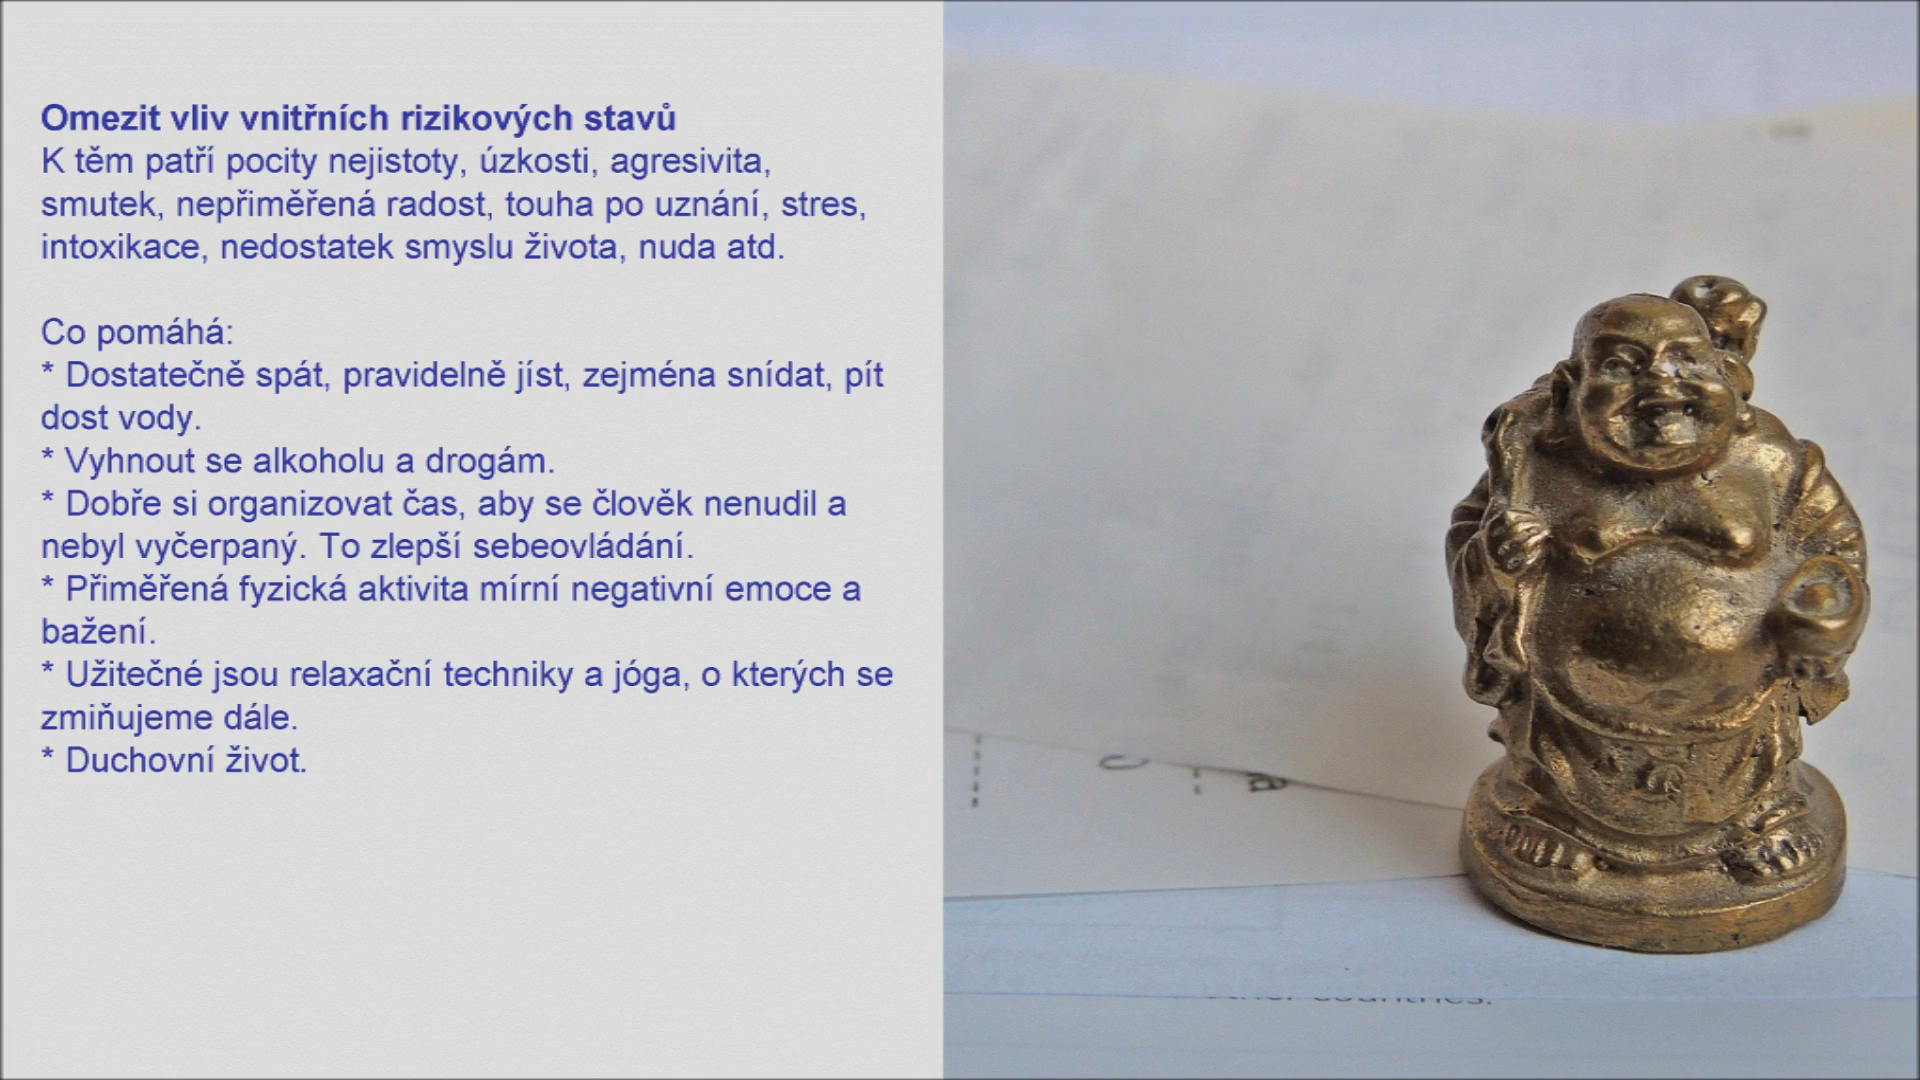 Omezit vliv vnitřních rizikových stavů
K těm patří pocity nejistoty, úzkosti, agresivita,
smutek, nepřiměřená radost, touha po uznání, stres,
intoxikace, nedostatek smyslu života, nuda atd.
Co pomáhá:
* Dostatečně spát, pravidelně jíst, zejména snídat, pít
dost vody.
* Vyhnout se alkoholu a drogám.
* Dobře si organizovat čas, aby se člověk nenudil a
nebyl vyčerpaný. To zlepší sebeovládání.
* Přiměřená fyzická aktivita mírní negativní emoce a
bažení.
* Užitečné jsou relaxační techniky a jóga, o kterých se
zmiňujeme dále.
* Duchovní život.